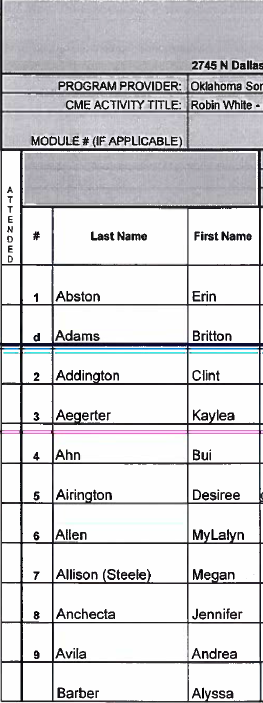 2745 N Dallas
PROGRAM PROVIDER: Oklahoma Son
CME ACTIVITY TITLE: Robin White -
MODULE # (IF APPLICABLE)
ATTENDED # Last Name First Name
1 Abston Erin
d Adams Britton
2 Addington Clint
3 Aegerter Kaylea
4 Ahn Bui
5 Airington Desiree
6 Allen MyLalyn
7 Allison (Steele) Megan
8 Anchecta Jennifer
9 Avila Andrea
Barber Alyssa